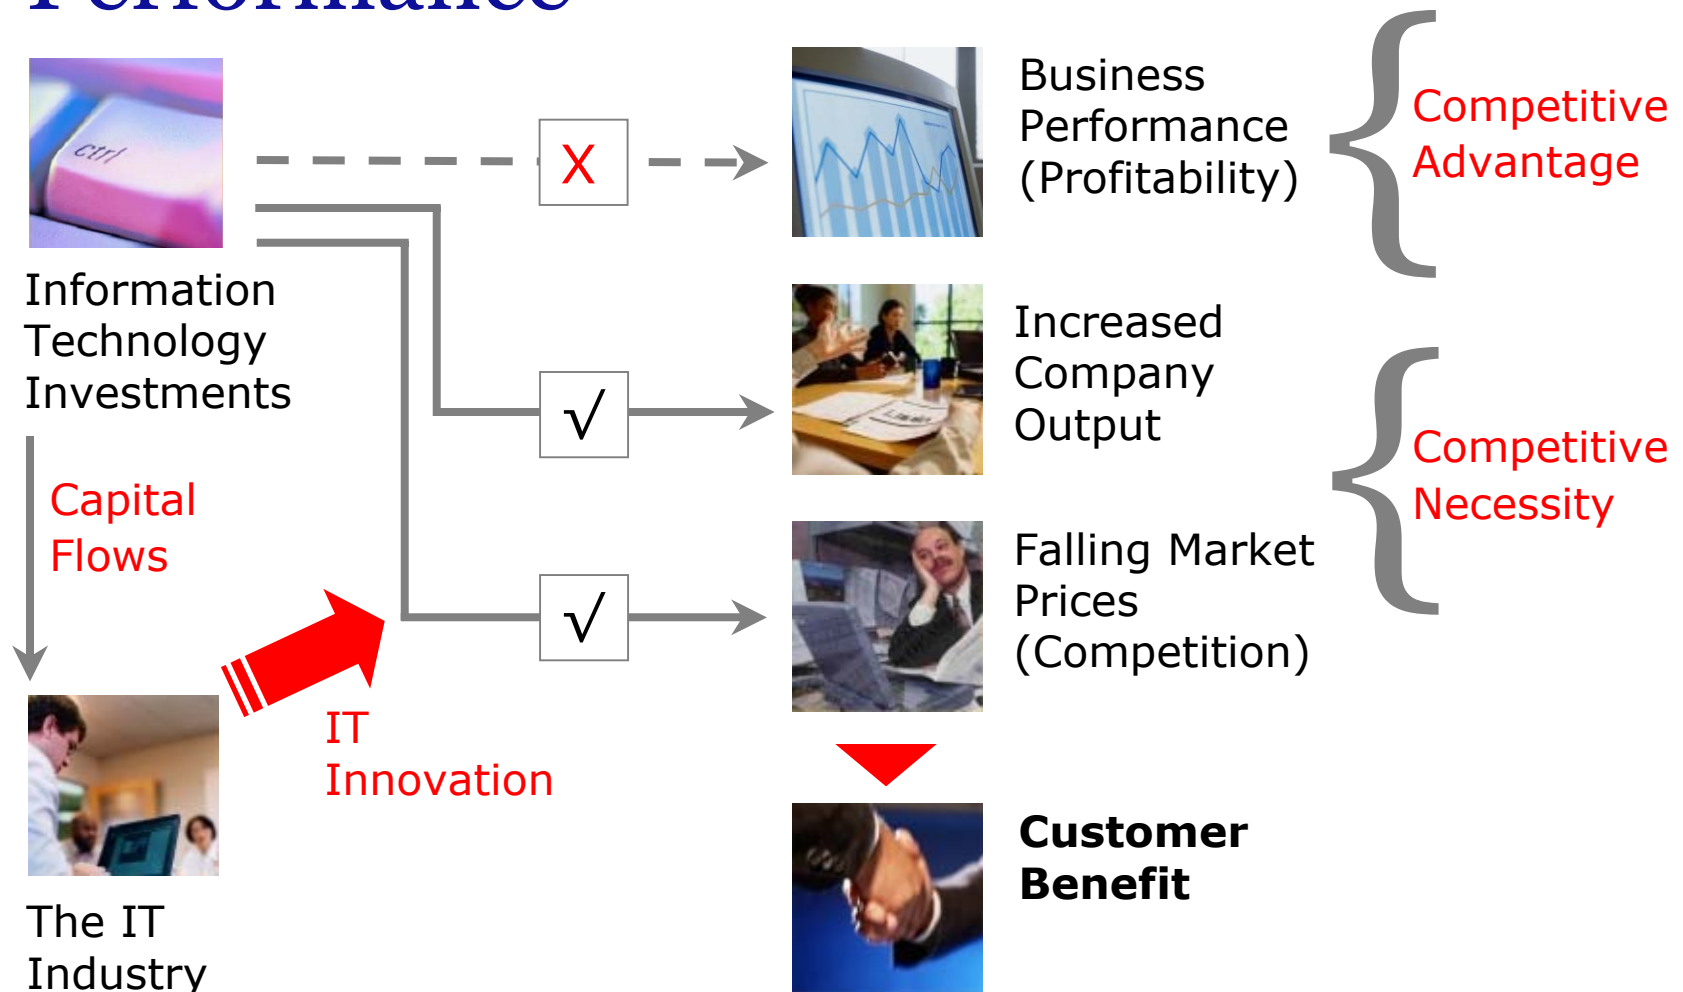 Performance
ctrl
Information
Technology
Investments
X
Business
Performance
(Profitability)
Competitive
Advantage
√
Increased
Company
Output
Competitive
Necessity
Capital
Flows
√
Falling Market
Prices
(Competition)
IT
Innovation
Customer
Benefit
The IT
Industry